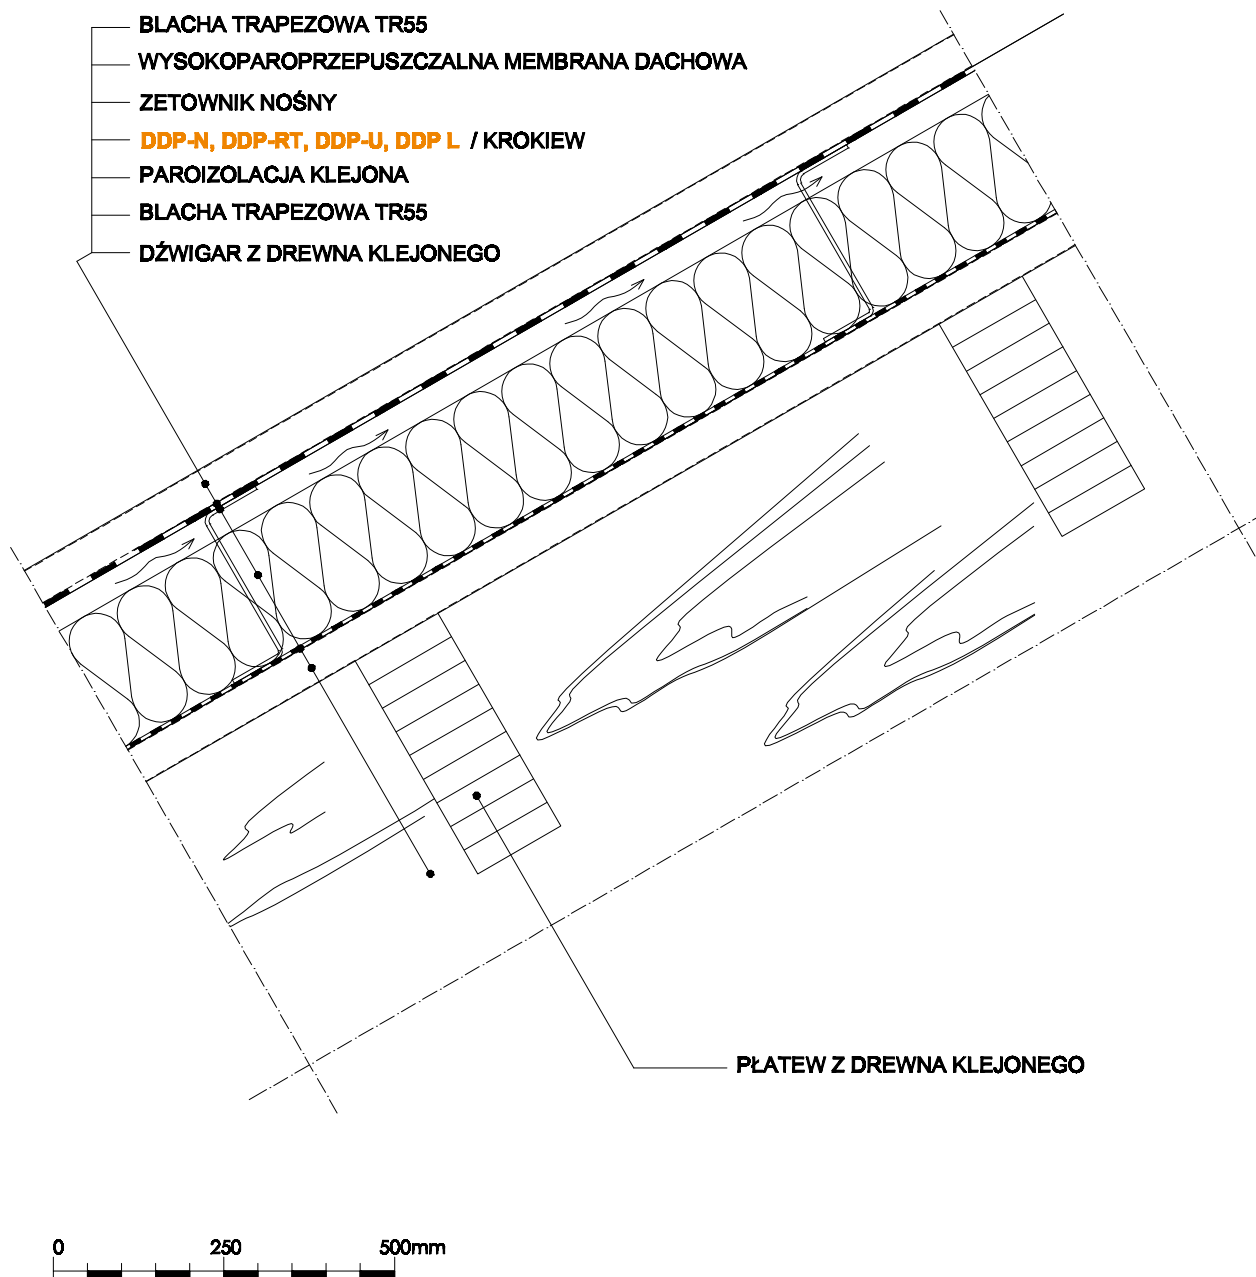 BLACHA TRAPEZOWA TR55
WYSOKOPAROPRZEPUSZCZALNA MEMBRANA DACHOWA
ZETOWNIK NOŚNY
DDP-N, DDP-RT, DDP-U, DDP L / KROKIEW
PAROIZOLACJA KLEJONA
BLACHA TRAPEZOWA TR55
DŹWIGAR Z DREWNA KLEJONEGO
PŁATEW Z DREWNA KLEJONEGO
0 250 500mm